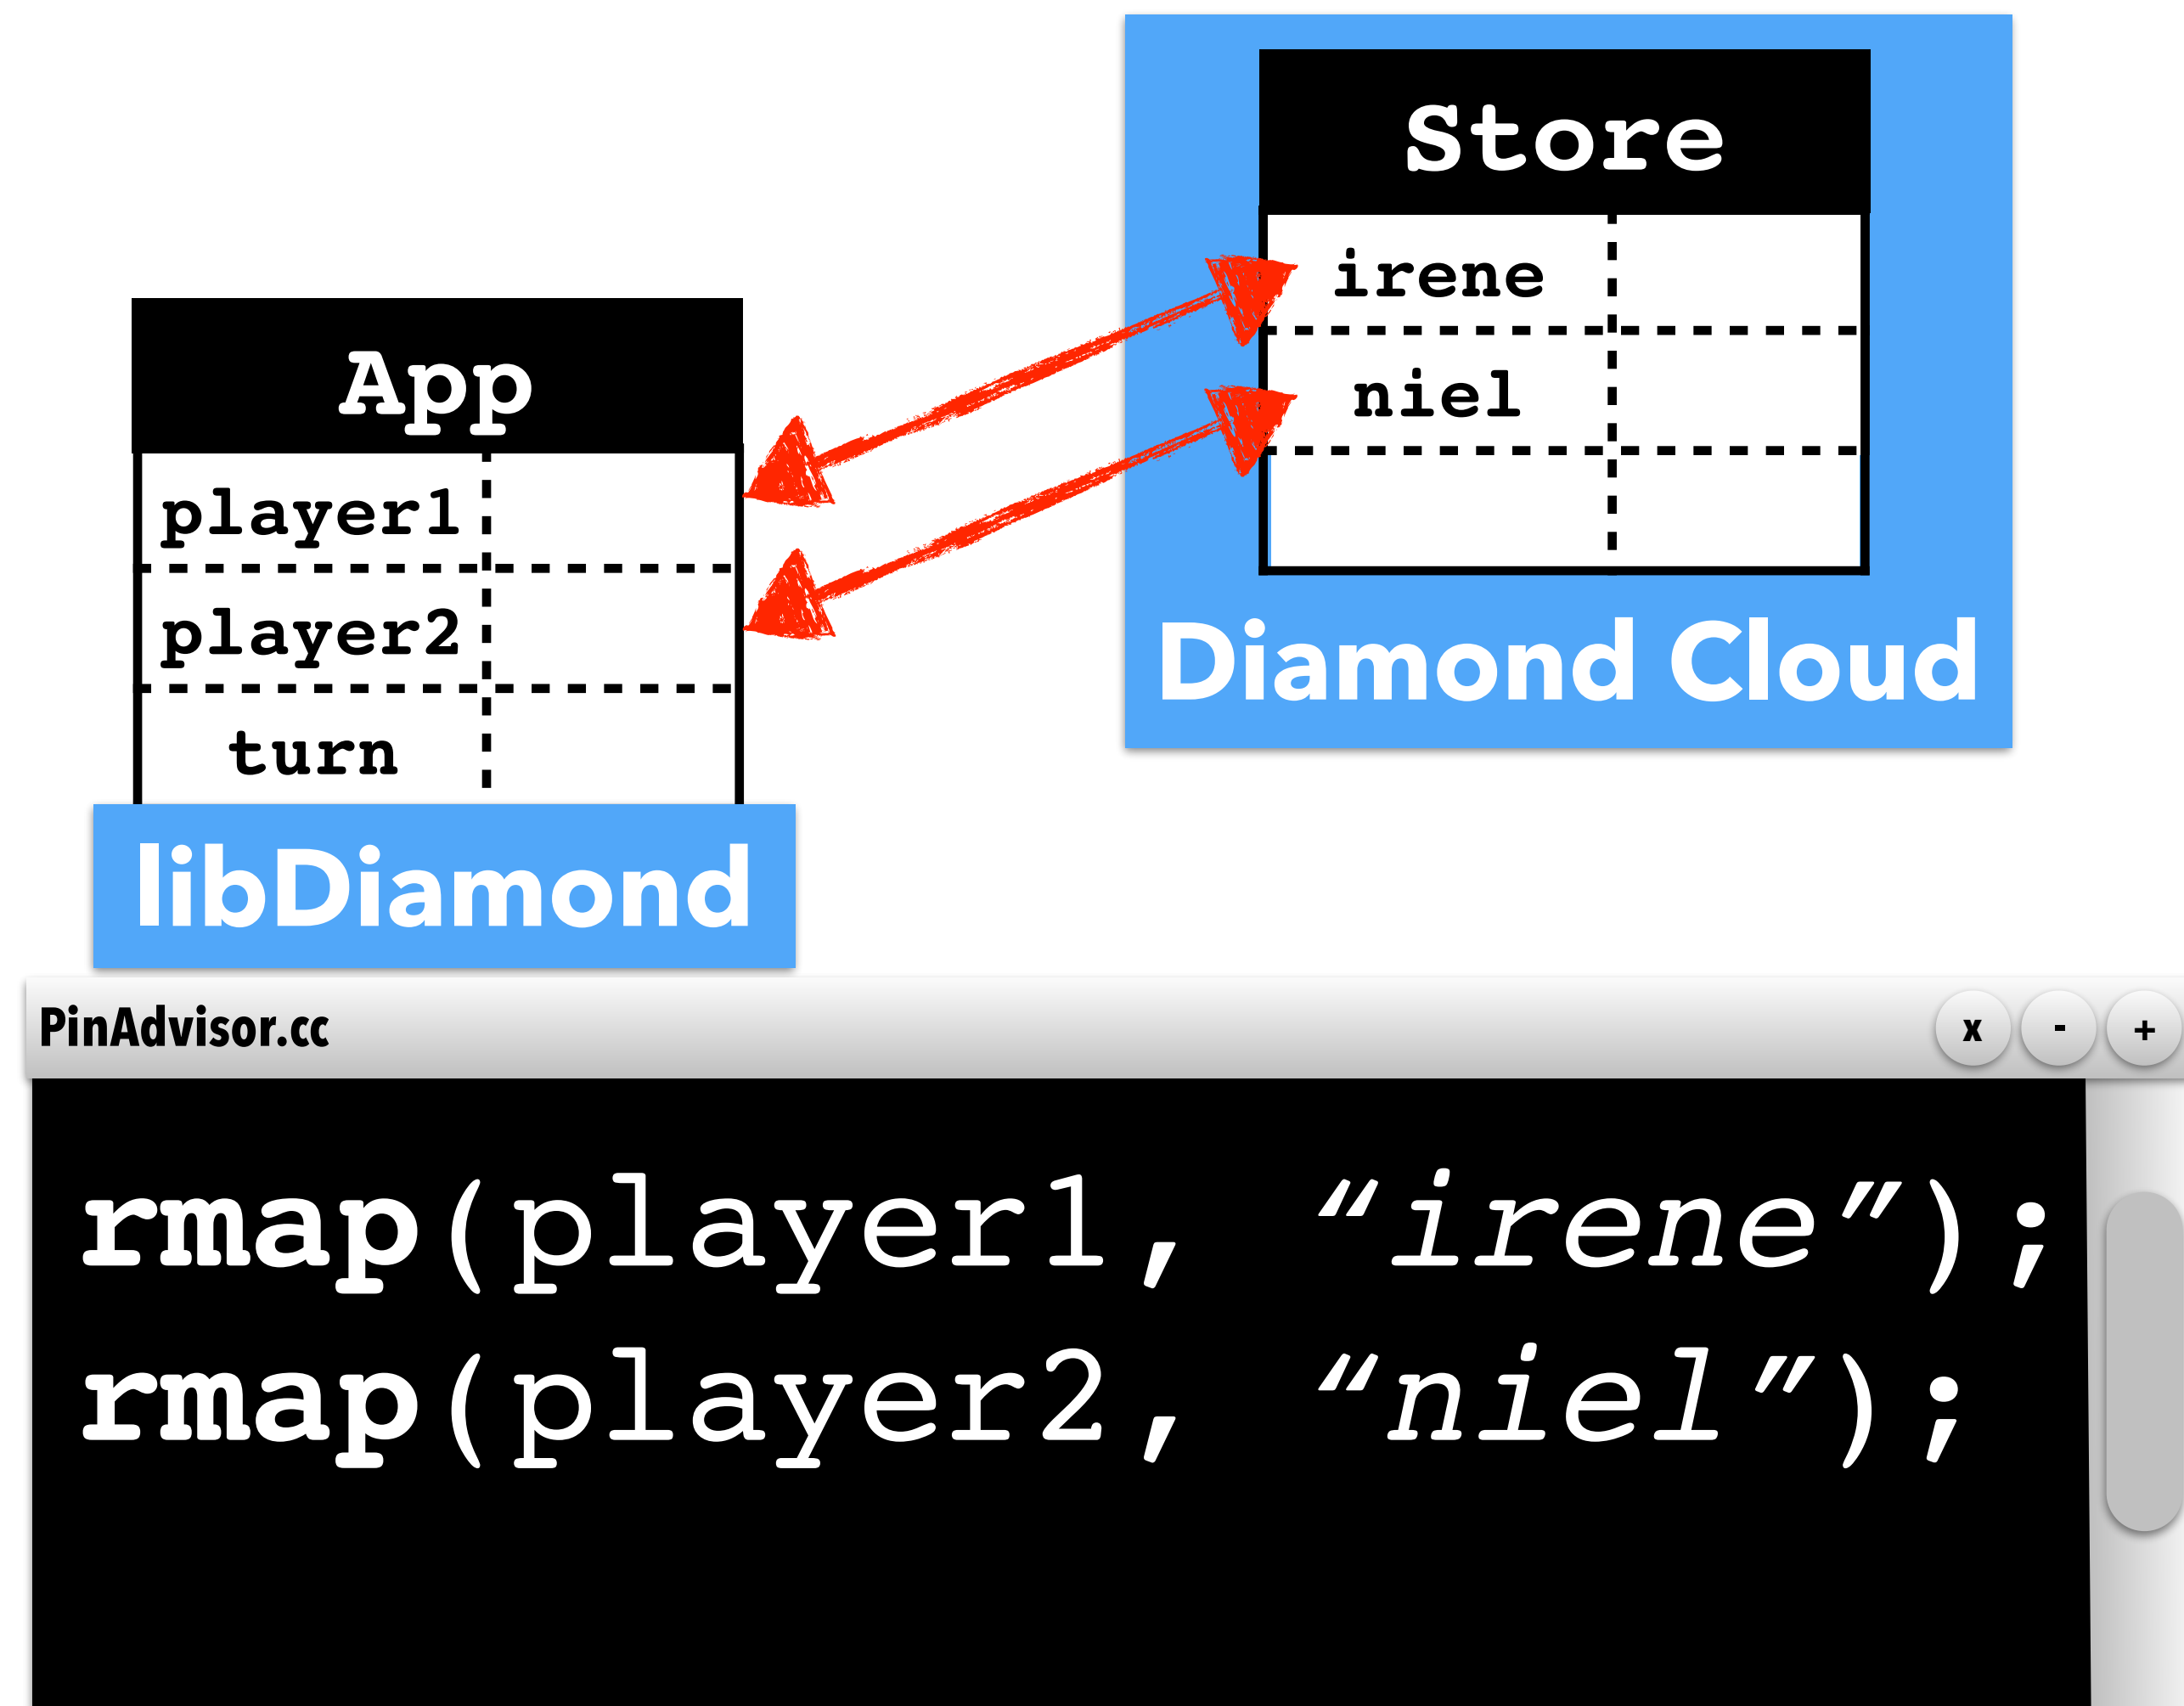 Store
irene
niel
Diamond Cloud
App
player1
player2
turn
libDiamond
PinAdvisor.cc
x - +
rmap(player1, “irene”);
rmap(player2, “niel”);